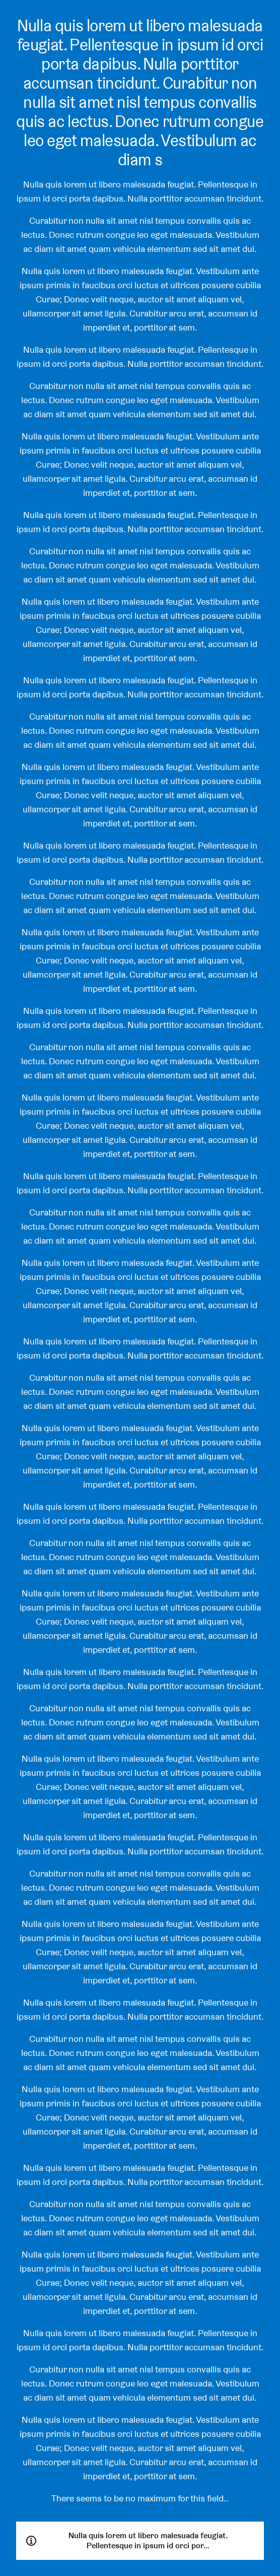 Nulla quis lorem ut libero malesuada
feugiat. Pellentesque in ipsum id orci
porta dapibus. Nulla porttitor
accumsan tincidunt. Curabitur non
nulla sit amet nisl tempus convallis
quis ac lectus. Donec rutrum congue
leo eget malesuada. Vestibulum ac
diam s
Nulla quis lorem ut libero malesuada feugiat. Pellentesque in
ipsum id orci porta dapibus. Nulla porttitor accumsan tincidunt.
Curabitur non nulla sit amet nisl tempus convallis quis ac
lectus. Donec rutrum congue leo eget malesuada. Vestibulum
ac diam sit amet quam vehicula elementum sed sit amet dui.
Nulla quis lorem ut libero malesuada feugiat. Vestibulum ante
ipsum primis in faucibus orci luctus et ultrices posuere cubilia
Curae; Donec velit neque, auctor sit amet aliquam vel,
ullamcorper sit amet ligula. Curabitur arcu erat, accumsan id
imperdiet et, porttitor at sem.
Nulla quis lorem ut libero malesuada feugiat. Pellentesque in
ipsum id orci porta dapibus. Nulla porttitor accumsan tincidunt.
Curabitur non nulla sit amet nisl tempus convallis quis ac
lectus. Donec rutrum congue leo eget malesuada. Vestibulum
ac diam sit amet quam vehicula elementum sed sit amet dui.
Nulla quis lorem ut libero malesuada feugiat. Vestibulum ante
ipsum primis in faucibus orci luctus et ultrices posuere cubilia
Curae; Donec velit neque, auctor sit amet aliquam vel,
ullamcorper sit amet ligula. Curabitur arcu erat, accumsan id
imperdiet et, porttitor at sem.
Nulla quis lorem ut libero malesuada feugiat. Pellentesque in
ipsum id orci porta dapibus. Nulla porttitor accumsan tincidunt.
Curabitur non nulla sit amet nisl tempus convallis quis ac
lectus. Donec rutrum congue leo eget malesuada. Vestibulum
ac diam sit amet quam vehicula elementum sed sit amet dui.
Nulla quis lorem ut libero malesuada feugiat. Vestibulum ante
ipsum primis in faucibus orci luctus et ultrices posuere cubilia
Curae; Donec velit neque, auctor sit amet aliquam vel,
ullamcorper sit amet ligula. Curabitur arcu erat, accumsan id
imperdiet et, porttitor at sem.
Nulla quis lorem ut libero malesuada feugiat. Pellentesque in
ipsum id orci porta dapibus. Nulla porttitor accumsan tincidunt.
Curabitur non nulla sit amet nisl tempus convallis quis ac
lectus. Donec rutrum congue leo eget malesuada. Vestibulum
ac diam sit amet quam vehicula elementum sed sit amet dui.
Nulla quis lorem ut libero malesuada feugiat. Vestibulum ante
ipsum primis in faucibus orci luctus et ultrices posuere cubilia
Curae; Donec velit neque, auctor sit amet aliquam vel,
ullamcorper sit amet ligula. Curabitur arcu erat, accumsan id
imperdiet et, porttitor at sem.
Nulla quis lorem ut libero malesuada feugiat. Pellentesque in
ipsum id orci porta dapibus. Nulla porttitor accumsan tincidunt.
Curabitur non nulla sit amet nisl tempus convallis quis ac
lectus. Donec rutrum congue leo eget malesuada. Vestibulum
ac diam sit amet quam vehicula elementum sed sit amet dui.
Nulla quis lorem ut libero malesuada feugiat. Vestibulum ante
ipsum primis in faucibus orci luctus et ultrices posuere cubilia
Curae; Donec velit neque, auctor sit amet aliquam vel,
ullamcorper sit amet ligula. Curabitur arcu erat, accumsan id
imperdiet et, porttitor at sem.
Nulla quis lorem ut libero malesuada feugiat. Pellentesque in
ipsum id orci porta dapibus. Nulla porttitor accumsan tincidunt.
Curabitur non nulla sit amet nisl tempus convallis quis ac
lectus. Donec rutrum congue leo eget malesuada. Vestibulum
ac diam sit amet quam vehicula elementum sed sit amet dui.
Nulla quis lorem ut libero malesuada feugiat. Vestibulum ante
ipsum primis in faucibus orci luctus et ultrices posuere cubilia
Curae; Donec velit neque, auctor sit amet aliquam vel,
ullamcorper sit amet ligula. Curabitur arcu erat, accumsan id
imperdiet et, porttitor at sem.
Nulla quis lorem ut libero malesuada feugiat. Pellentesque in
ipsum id orci porta dapibus. Nulla porttitor accumsan tincidunt.
Curabitur non nulla sit amet nisl tempus convallis quis ac
lectus. Donec rutrum congue leo eget malesuada. Vestibulum
ac diam sit amet quam vehicula elementum sed sit amet dui.
Nulla quis lorem ut libero malesuada feugiat. Vestibulum ante
ipsum primis in faucibus orci luctus et ultrices posuere cubilia
Curae; Donec velit neque, auctor sit amet aliquam vel,
ullamcorper sit amet ligula. Curabitur arcu erat, accumsan id
imperdiet et, porttitor at sem.
Nulla quis lorem ut libero malesuada feugiat. Pellentesque in
ipsum id orci porta dapibus. Nulla porttitor accumsan tincidunt.
Curabitur non nulla sit amet nisl tempus convallis quis ac
lectus. Donec rutrum congue leo eget malesuada. Vestibulum
ac diam sit amet quam vehicula elementum sed sit amet dui.
Nulla quis lorem ut libero malesuada feugiat. Vestibulum ante
ipsum primis in faucibus orci luctus et ultrices posuere cubilia
Curae; Donec velit neque, auctor sit amet aliquam vel,
ullamcorper sit amet ligula. Curabitur arcu erat, accumsan id
imperdiet et, porttitor at sem.
Nulla quis lorem ut libero malesuada feugiat. Pellentesque in
ipsum id orci porta dapibus. Nulla porttitor accumsan tincidunt.
Curabitur non nulla sit amet nisl tempus convallis quis ac
lectus. Donec rutrum congue leo eget malesuada. Vestibulum
ac diam sit amet quam vehicula elementum sed sit amet dui.
Nulla quis lorem ut libero malesuada feugiat. Vestibulum ante
ipsum primis in faucibus orci luctus et ultrices posuere cubilia
Curae; Donec velit neque, auctor sit amet aliquam vel,
ullamcorper sit amet ligula. Curabitur arcu erat, accumsan id
imperdiet et, porttitor at sem.
Nulla quis lorem ut libero malesuada feugiat. Pellentesque in
ipsum id orci porta dapibus. Nulla porttitor accumsan tincidunt.
Curabitur non nulla sit amet nisl tempus convallis quis ac
lectus. Donec rutrum congue leo eget malesuada. Vestibulum
ac diam sit amet quam vehicula elementum sed sit amet dui.
Nulla quis lorem ut libero malesuada feugiat. Vestibulum ante
ipsum primis in faucibus orci luctus et ultrices posuere cubilia
Curae; Donec velit neque, auctor sit amet aliquam vel,
ullamcorper sit amet ligula. Curabitur arcu erat, accumsan id
imperdiet et, porttitor at sem.
Nulla quis lorem ut libero malesuada feugiat. Pellentesque in
ipsum id orci porta dapibus. Nulla porttitor accumsan tincidunt.
Curabitur non nulla sit amet nisl tempus convallis quis ac
lectus. Donec rutrum congue leo eget malesuada. Vestibulum
ac diam sit amet quam vehicula elementum sed sit amet dui.
Nulla quis lorem ut libero malesuada feugiat. Vestibulum ante
ipsum primis in faucibus orci luctus et ultrices posuere cubilia
Curae; Donec velit neque, auctor sit amet aliquam vel,
ullamcorper sit amet ligula. Curabitur arcu erat, accumsan id
imperdiet et, porttitor at sem.
Nulla quis lorem ut libero malesuada feugiat. Pellentesque in
ipsum id orci porta dapibus. Nulla porttitor accumsan tincidunt.
Curabitur non nulla sit amet nisl tempus convallis quis ac
lectus. Donec rutrum congue leo eget malesuada. Vestibulum
ac diam sit amet quam vehicula elementum sed sit amet dui.
Nulla quis lorem ut libero malesuada feugiat. Vestibulum ante
ipsum primis in faucibus orci luctus et ultrices posuere cubilia
Curae; Donec velit neque, auctor sit amet aliquam vel,
ullamcorper sit amet ligula. Curabitur arcu erat, accumsan id
imperdiet et, porttitor at sem.
Nulla quis lorem ut libero malesuada feugiat. Pellentesque in
ipsum id orci porta dapibus. Nulla porttitor accumsan tincidunt.
Curabitur non nulla sit amet nisl tempus convallis quis ac
lectus. Donec rutrum congue leo eget malesuada. Vestibulum
ac diam sit amet quam vehicula elementum sed sit amet dui.
Nulla quis lorem ut libero malesuada feugiat. Vestibulum ante
ipsum primis in faucibus orci luctus et ultrices posuere cubilia
Curae; Donec velit neque, auctor sit amet aliquam vel,
ullamcorper sit amet ligula. Curabitur arcu erat, accumsan id
imperdiet et, porttitor at sem.
Nulla quis lorem ut libero malesuada feugiat. Pellentesque in
ipsum id orci porta dapibus. Nulla porttitor accumsan tincidunt.
Curabitur non nulla sit amet nisl tempus convallis quis ac
lectus. Donec rutrum congue leo eget malesuada. Vestibulum
ac diam sit amet quam vehicula elementum sed sit amet dui.
Nulla quis lorem ut libero malesuada feugiat. Vestibulum ante
ipsum primis in faucibus orci luctus et ultrices posuere cubilia
Curae; Donec velit neque, auctor sit amet aliquam vel,
ullamcorper sit amet ligula. Curabitur arcu erat, accumsan id
imperdiet et, porttitor at sem.
There seems to be no maximum for this field..
Nulla quis lorem ut libero malesuada feugiat.
Pellentesque in ipsum id orci por...